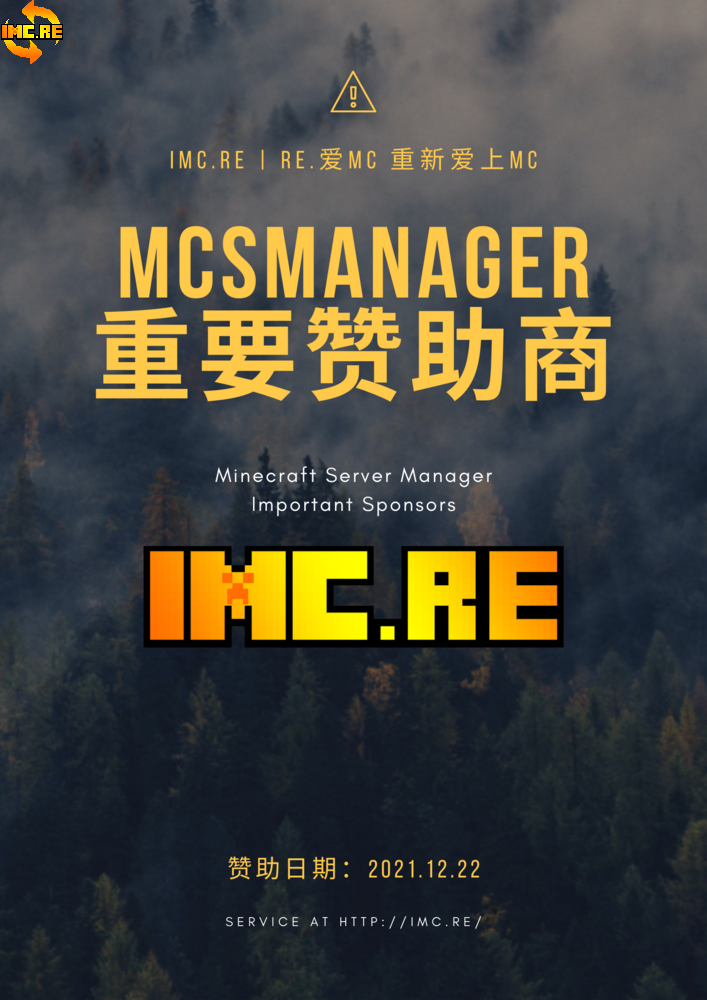 IMC.RE
IMC.RE | RE.爱MC 重新爱上MC
MCSMANAGER
重要赞助商
Minecraft Server Manager
Important Sponsors
IMC.RE
赞助日期：2021.12.22
SERVICE AT HTTP://IMC.RE/